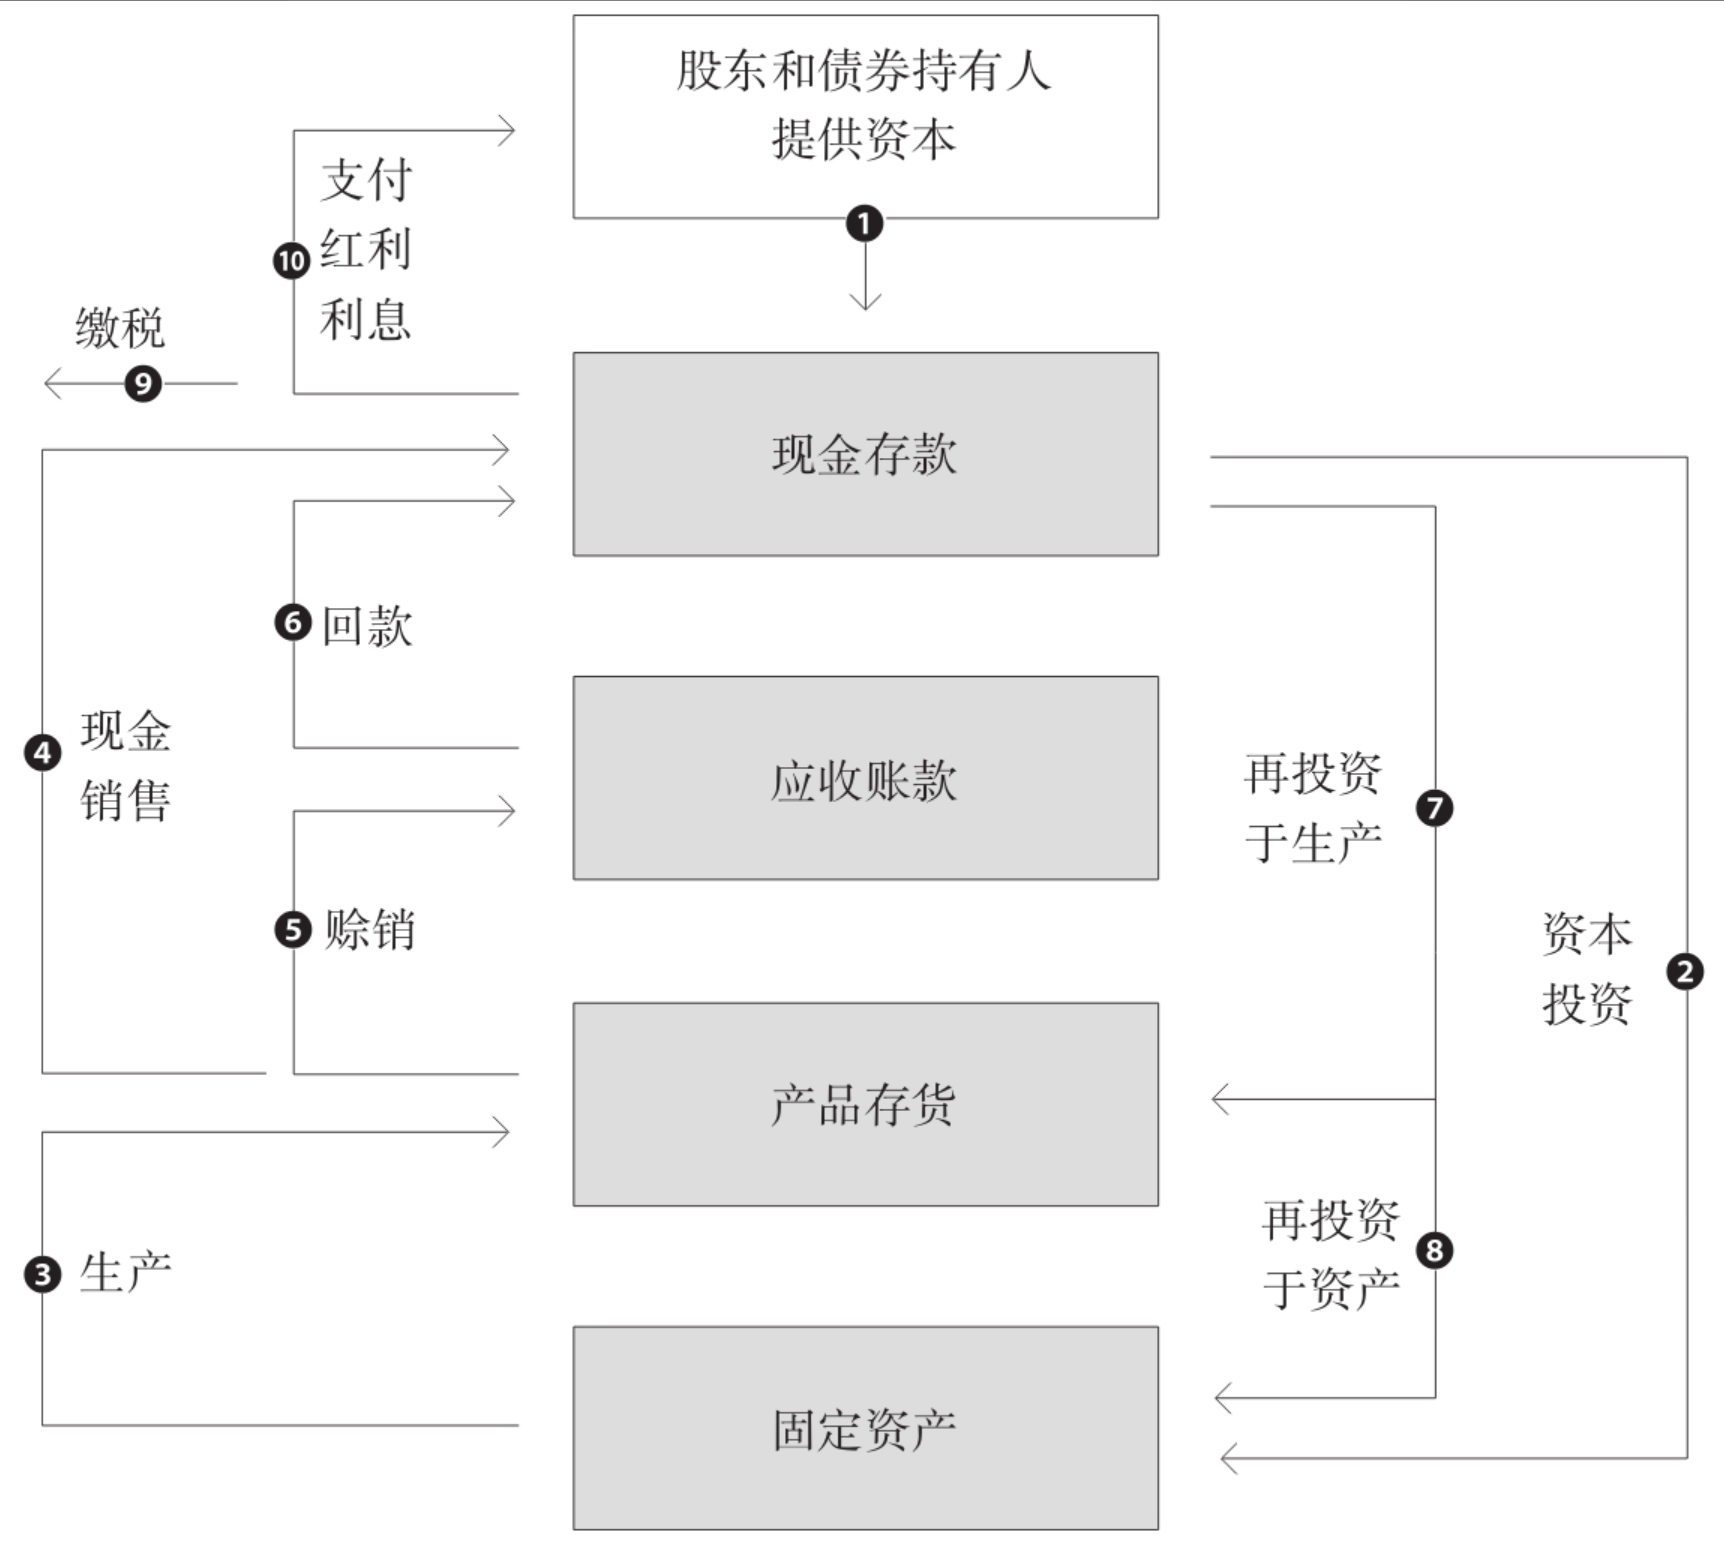 股东和债券持有人
提供资本
1
支付
红利
利息
10
缴税
9
现金存款
6
回款
4
现金
销售
应收账款
再投资
于生产
7
5
赊销
资本
投资
2
产品存货
3
生产
再投资
于资产
8
固定资产